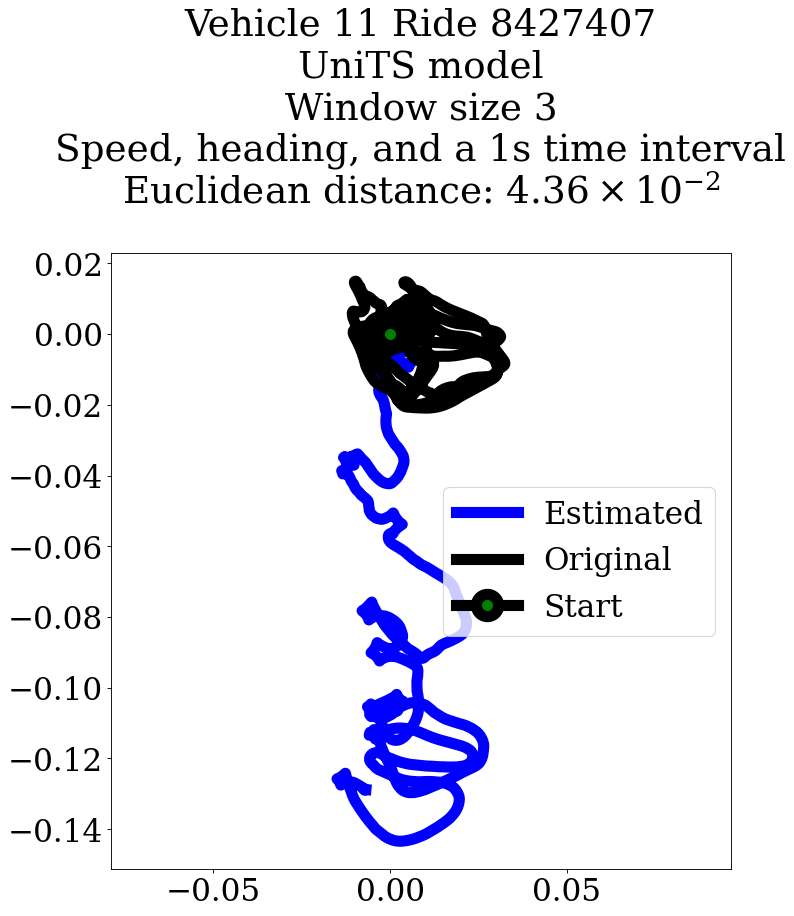 Vehicle 11 Ride 8427407
UniTS model
Window size 3
Speed, heading, and a 1s time interval
Euclidean distance: 4.36 × 10⁻²
0.02
0.00
−0.02
−0.04
−0.06
−0.08
−0.10
−0.12
−0.14
Estimated
Original
Start
−0.05 0.00 0.05